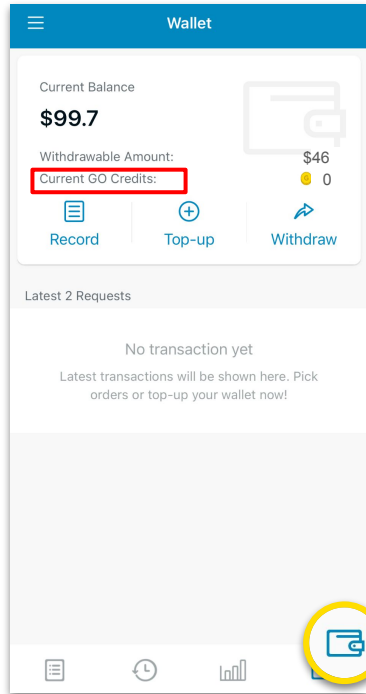 Wallet
Current Balance
$99.7
Withdrawable Amount: $46
Current GO Credits: G 0
Record Top-up Withdraw
Latest 2 Requests
No transaction yet
Latest transactions will be shown here. Pick
orders or top-up your wallet now!